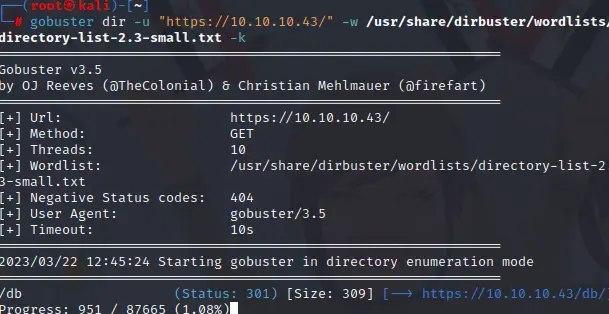 (root㉿kali)-[~]
# gobuster dir -u "https://10.10.10.43/" -w /usr/share/dirbuster/wordlists/
directory-list-2.3-small.txt -k
Gobuster v3.5
by OJ Reeves (@TheColonial) & Christian Mehlmauer (@firefart)
[+] Url: https://10.10.10.43/
[+] Method: GET
[+] Threads: 10
[+] Wordlist: /usr/share/dirbuster/wordlists/directory-list-2.
3-small.txt
[+] Negative Status codes: 404
[+] User Agent: gobuster/3.5
[+] Timeout: 10s
2023/03/22 12:45:24 Starting gobuster in directory enumeration mode
/db (Status: 301) [Size: 309] [--> https://10.10.10.43/db/]
Progress: 951 / 87665 (1.08%)